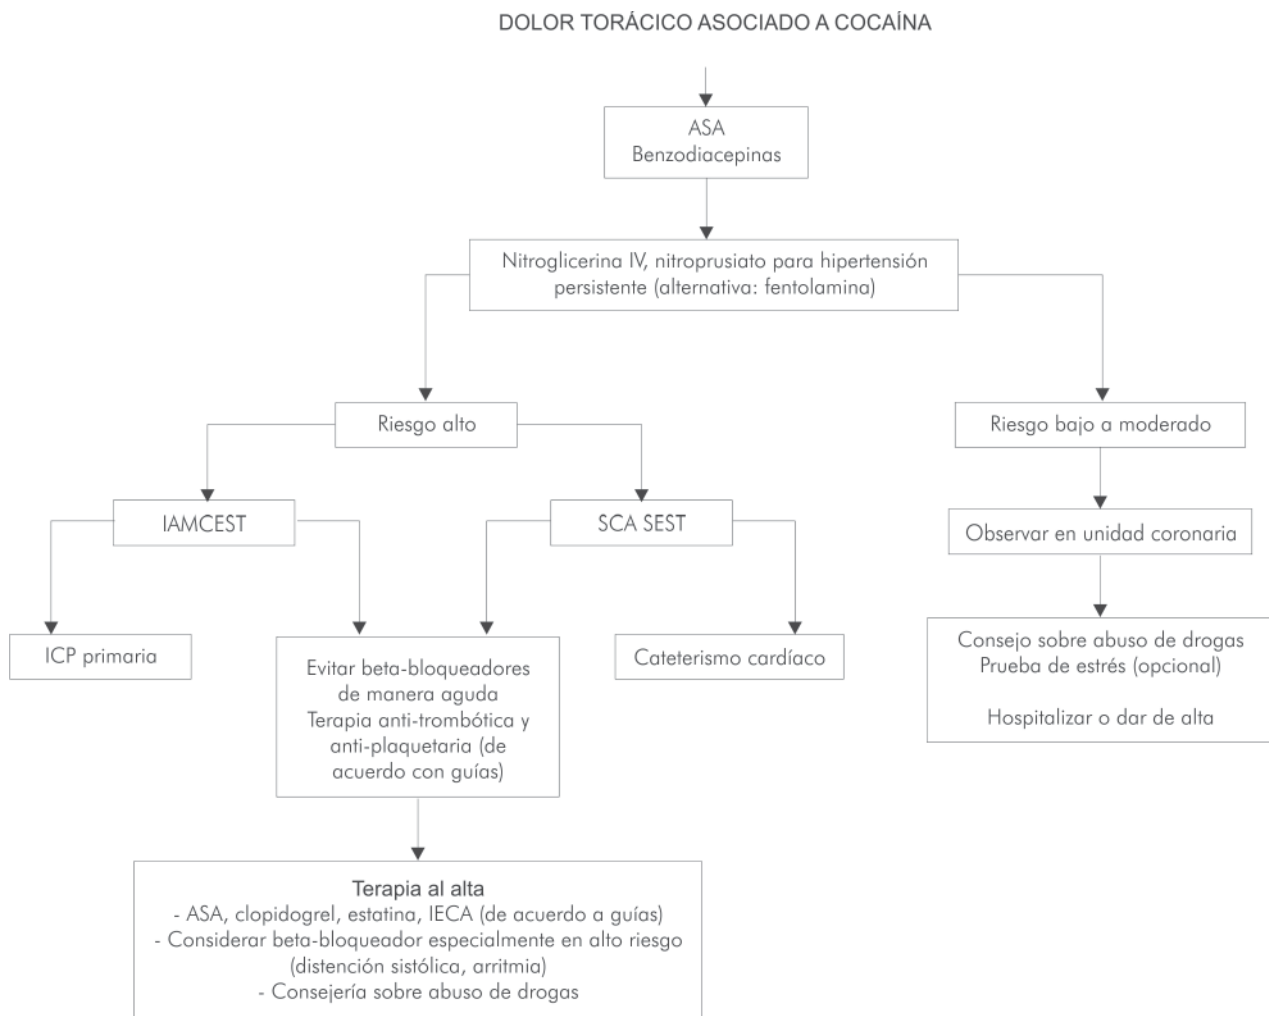 DOLOR TORÁCICO ASOCIADO A COCAÍNA
ASA
Benzodiacepinas
Nitroglicerina IV, nitroprusiato para hipertensión
persistente (alternativa: fentolamina)
Riesgo alto
Riesgo bajo a moderado
IAMCEST
SCA SEST
Observar en unidad coronaria
ICP primaria
Evitar beta-bloqueadores
de manera aguda
Terapia anti-trombótica y
anti-plaquetaria (de
acuerdo con guías)
Cateterismo cardíaco
Consejo sobre abuso de drogas
Prueba de estrés (opcional)
Hospitalizar o dar de alta
Terapia al alta
- ASA, clopidogrel, estatina, IECA (de acuerdo a guías)
- Considerar beta-bloqueador especialmente en alto riesgo
(distención sistólica, arritmia)
- Consejería sobre abuso de drogas